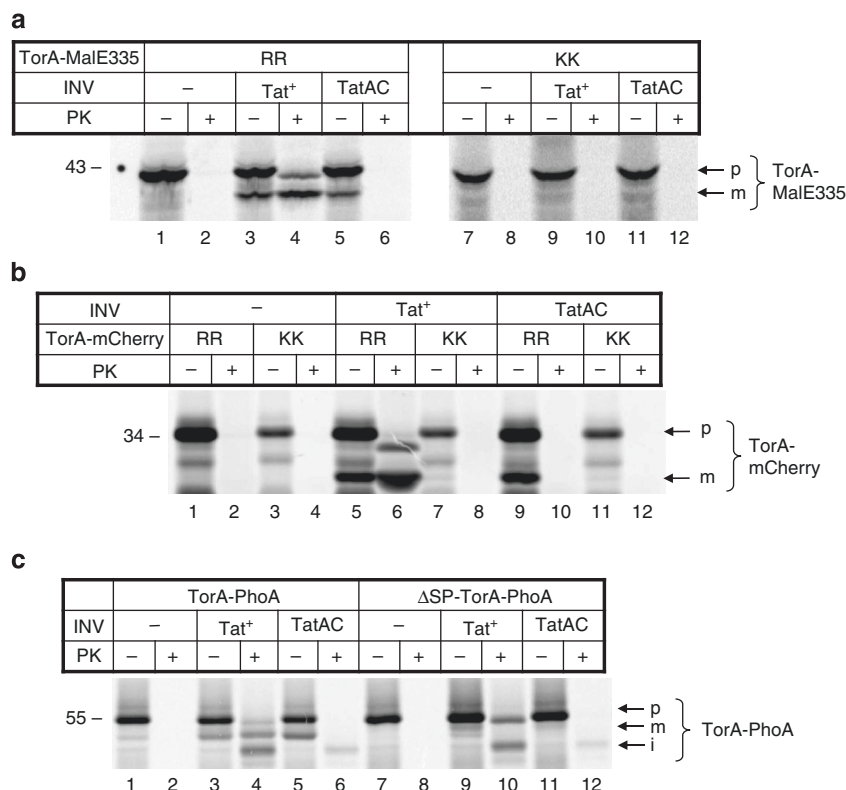 a
TorA-MalE335 RR KK
INV – Tat+ TatAC – Tat+ TatAC
PK – + – + – + – + – + – +
43 –
p
m
TorA-
MalE335
1 2 3 4 5 6 7 8 9 10 11 12
b
INV – Tat+ TatAC
TorA-mCherry RR KK RR KK RR KK
PK – + – + – + – + – + – +
34 –
p
m
TorA-
mCherry
1 2 3 4 5 6 7 8 9 10 11 12
c
TorA-PhoA ΔSP-TorA-PhoA
INV – Tat+ TatAC – Tat+ TatAC
PK – + – + – + – + – + – +
55 –
p
m
i
TorA-PhoA
1 2 3 4 5 6 7 8 9 10 11 12